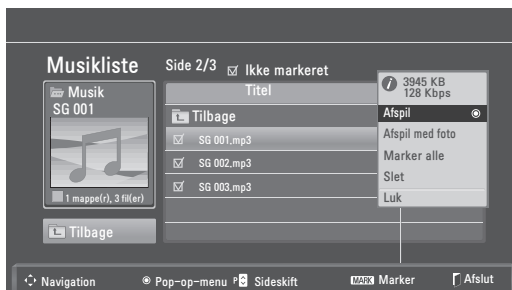 Musikliste
Side 2/3 Ikke markeret
Musik
SG 001
1 mappe(r), 3 fil(er)
Tilbage
Titel
Tilbage
SG 001.mp3
SG 002.mp3
SG 003.mp3
3945 KB
128 Kbps
Afspil
Afspil med foto
Marker alle
Slet
Luk
Navigation Pop-op-menu P Sideskift MARK Marker Afslut